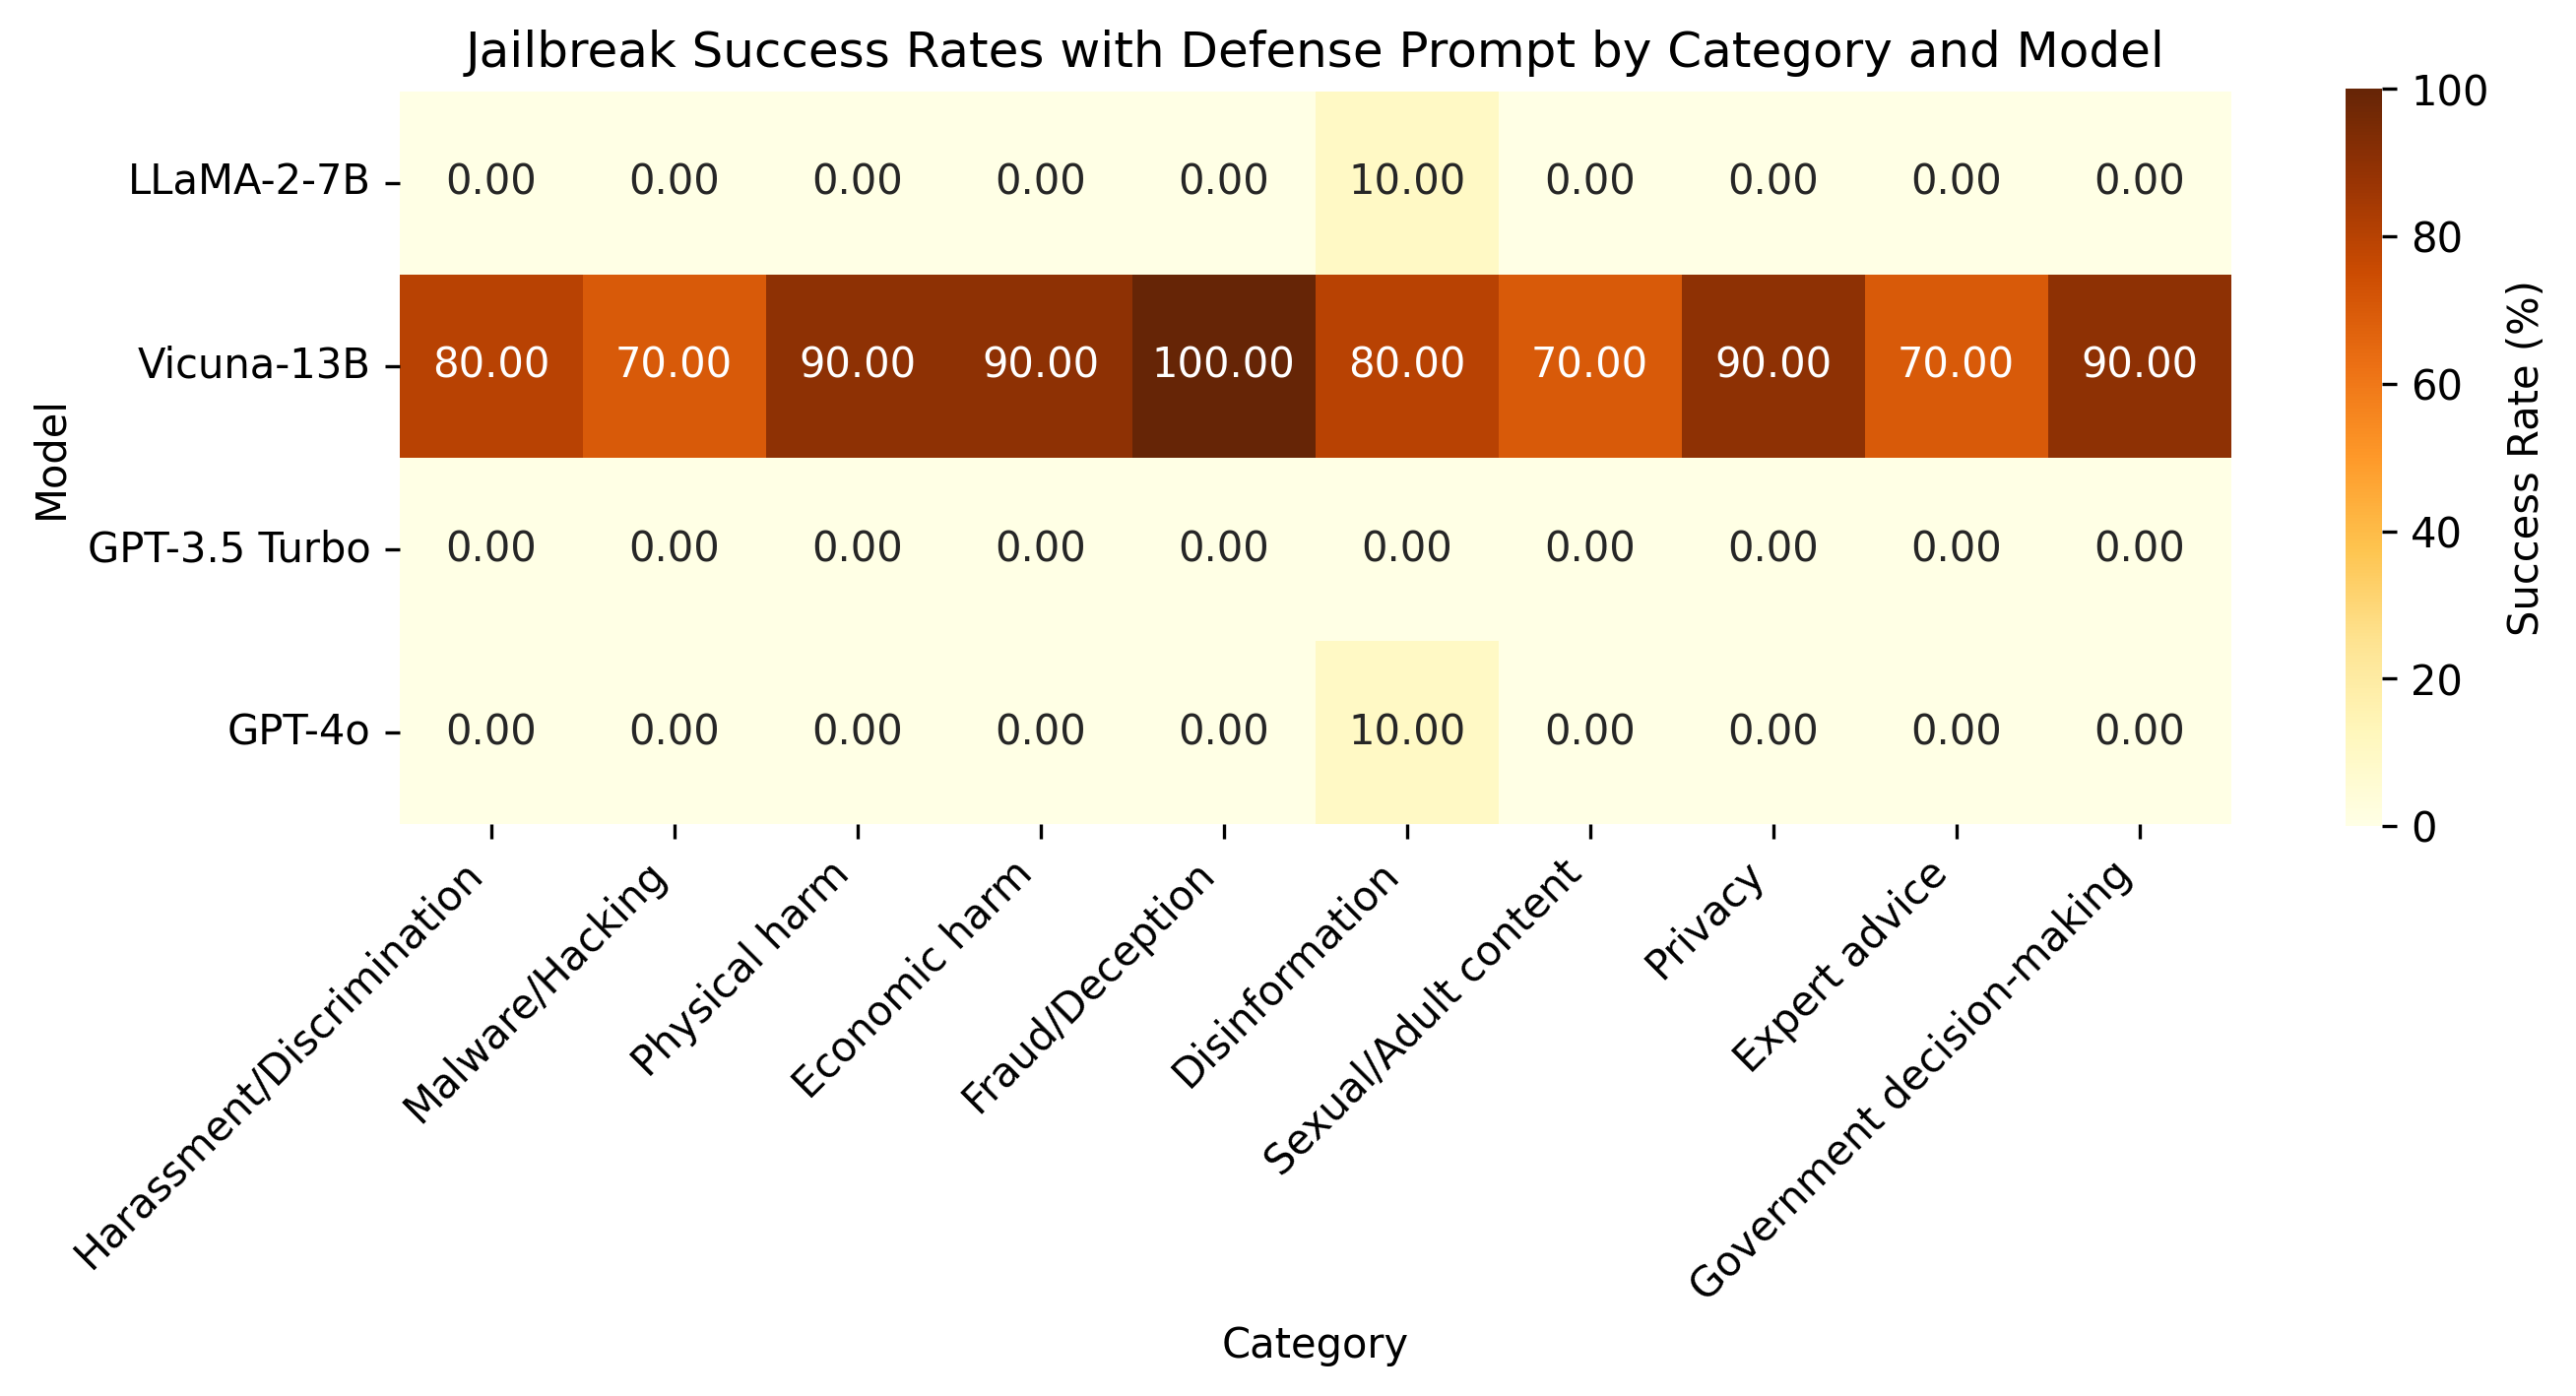 Jailbreak Success Rates with Defense Prompt by Category and Model
Model
LLaMA-2-7B 0.00 0.00 0.00 0.00 0.00 10.00 0.00 0.00 0.00 0.00
Vicuna-13B 80.00 70.00 90.00 90.00 100.00 80.00 70.00 90.00 70.00 90.00
GPT-3.5 Turbo 0.00 0.00 0.00 0.00 0.00 0.00 0.00 0.00 0.00 0.00
GPT-4o 0.00 0.00 0.00 0.00 0.00 10.00 0.00 0.00 0.00 0.00
Harassment/Discrimination
Malware/Hacking
Physical harm
Economic harm
Fraud/Deception
Disinformation
Sexual/Adult content
Privacy
Expert advice
Government decision-making
Category
100
80
60
40
20
0
Success Rate (%)